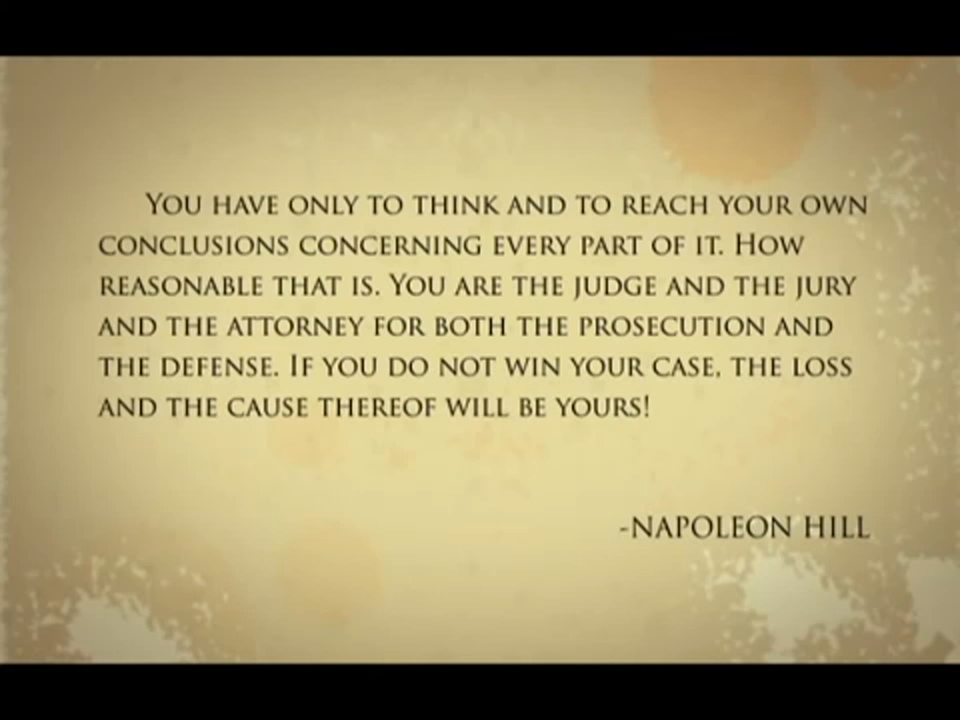 You have only to think and to reach your own
conclusions concerning every part of it. How
reasonable that is. You are the judge and the jury
and the attorney for both the prosecution and
the defense. If you do not win your case, the loss
and the cause thereof will be yours!
-NAPOLEON HILL